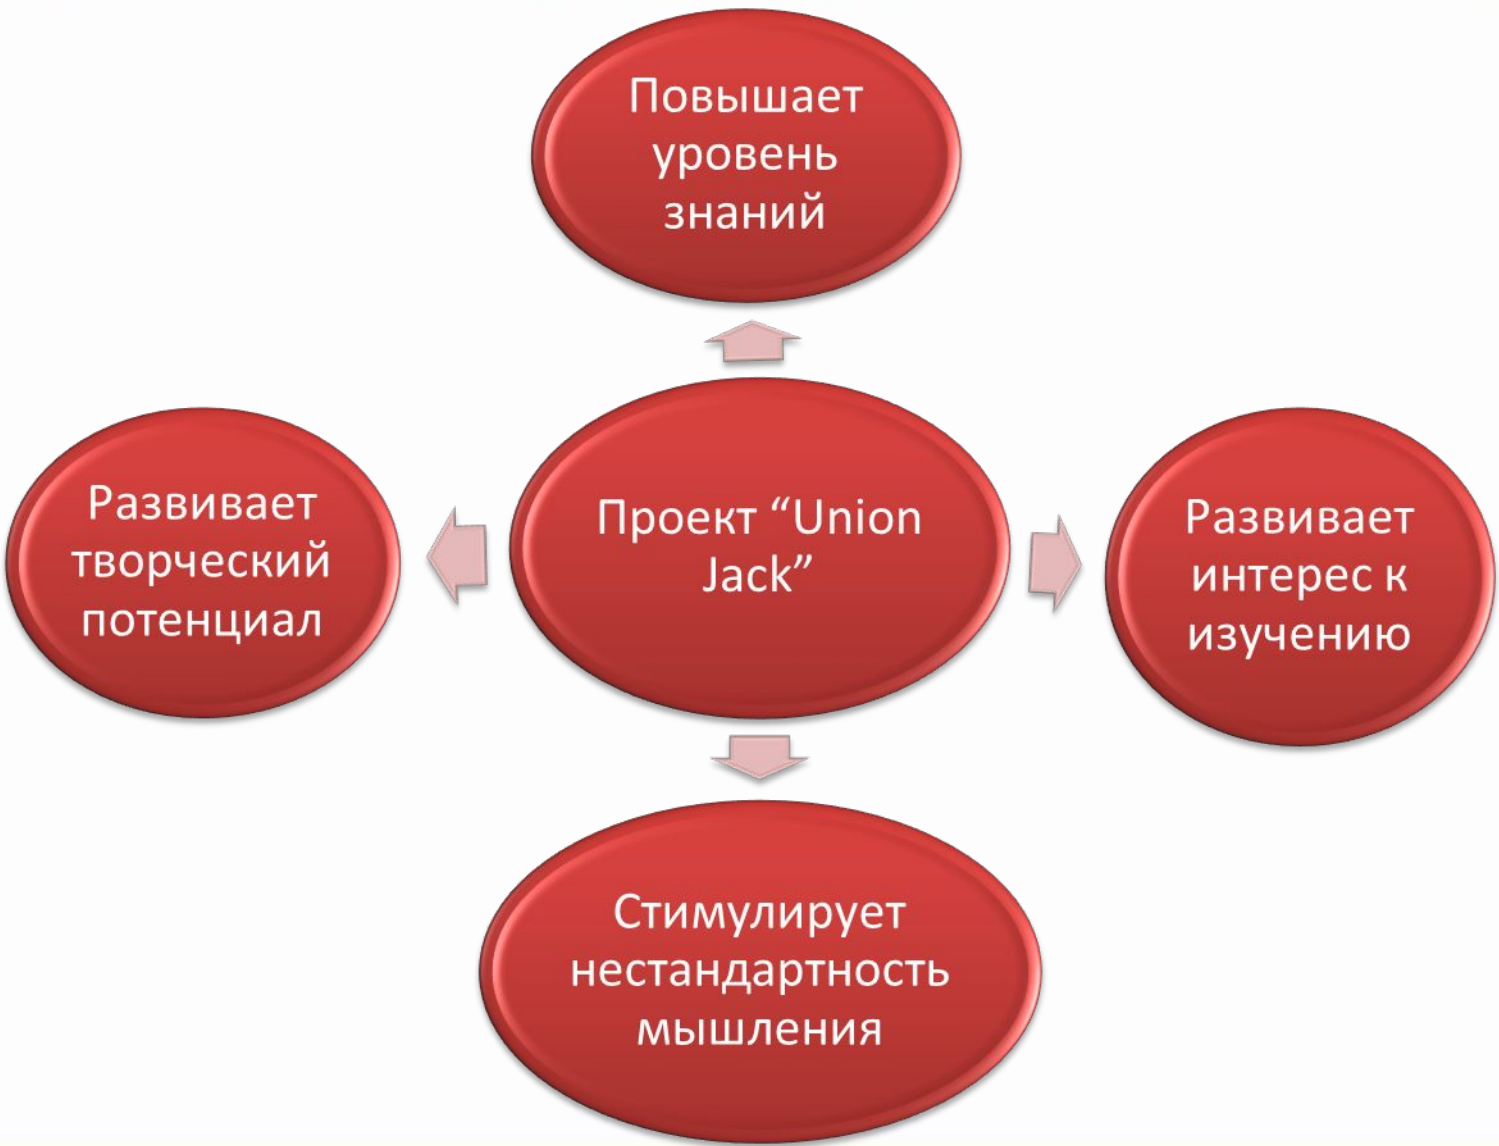 Повышает
уровень
знаний
Развивает
творческий
потенциал
Проект “Union
Jack”
Развивает
интерес к
изучению
Стимулирует
нестандартность
мышления